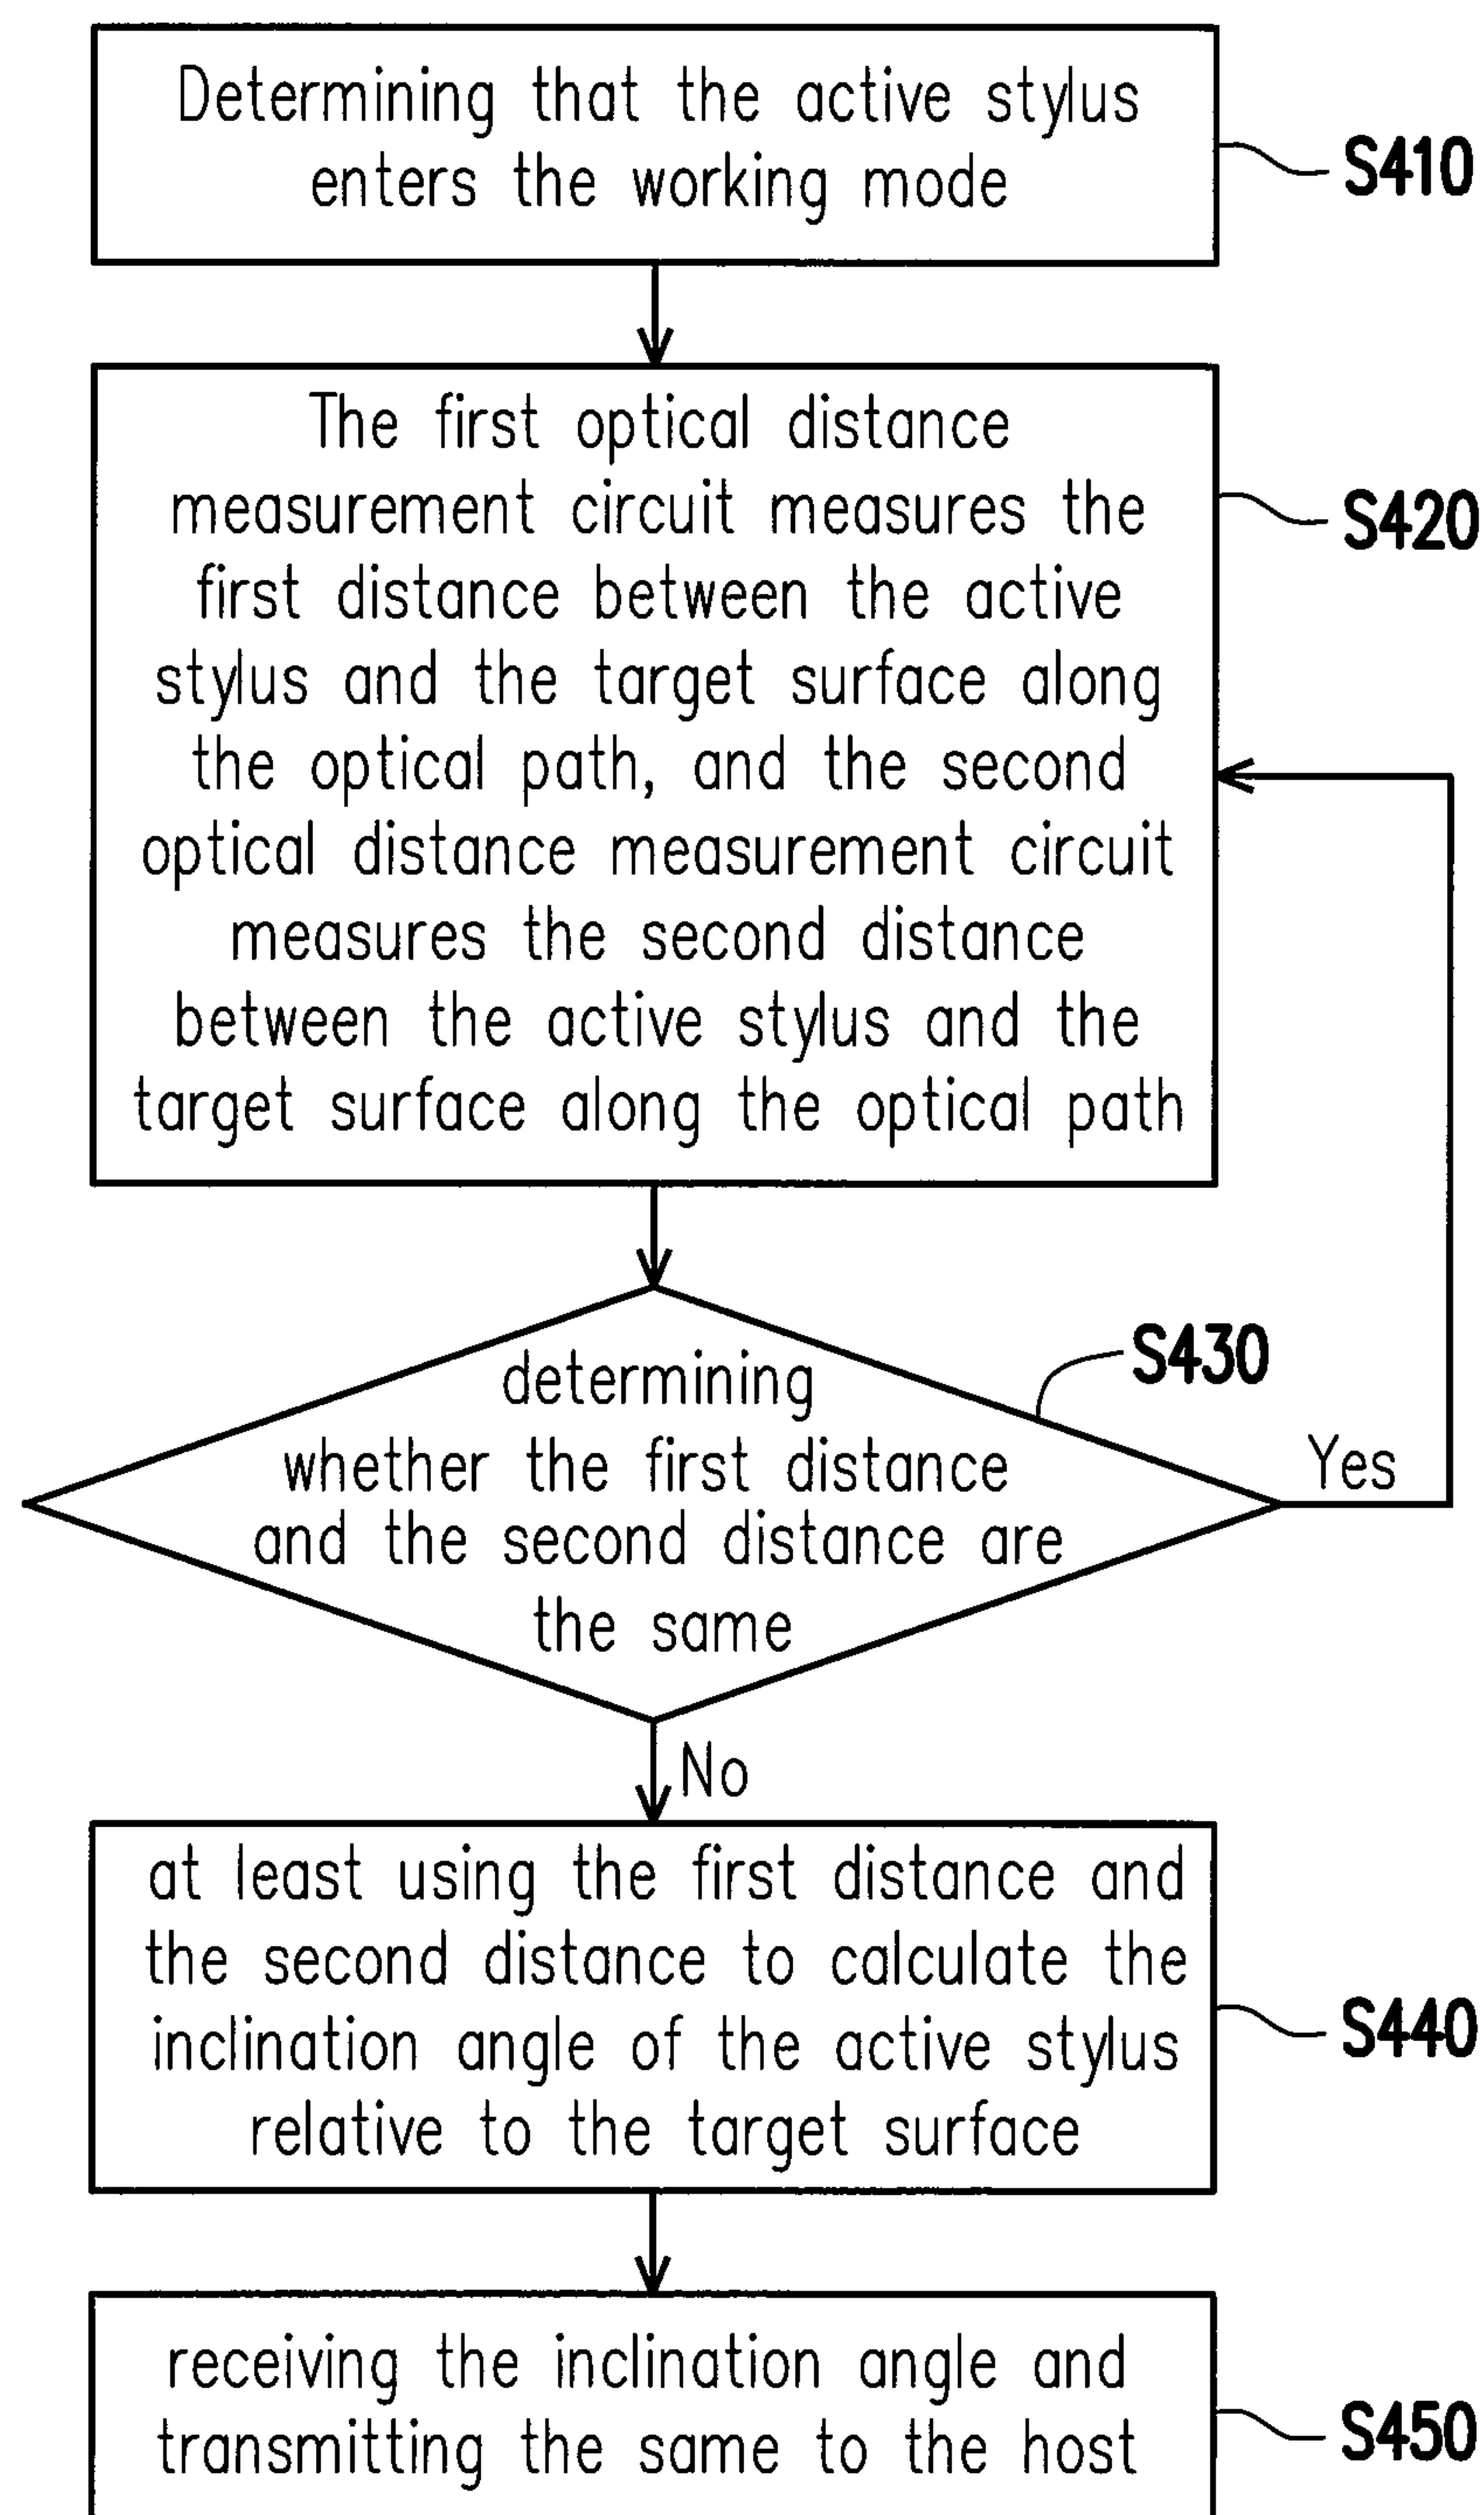 Determining that the active stylus
enters the working mode
S410
The first optical distance
measurement circuit measures the
first distance between the active
stylus and the target surface along
the optical path, and the second
optical distance measurement circuit
measures the second distance
between the active stylus and the
target surface along the optical path
S420
determining
whether the first distance
and the second distance are
the same
S430
Yes
No
at least using the first distance and
the second distance to calculate the
inclination angle of the active stylus
relative to the target surface
S440
receiving the inclination angle and
transmitting the same to the host
S450